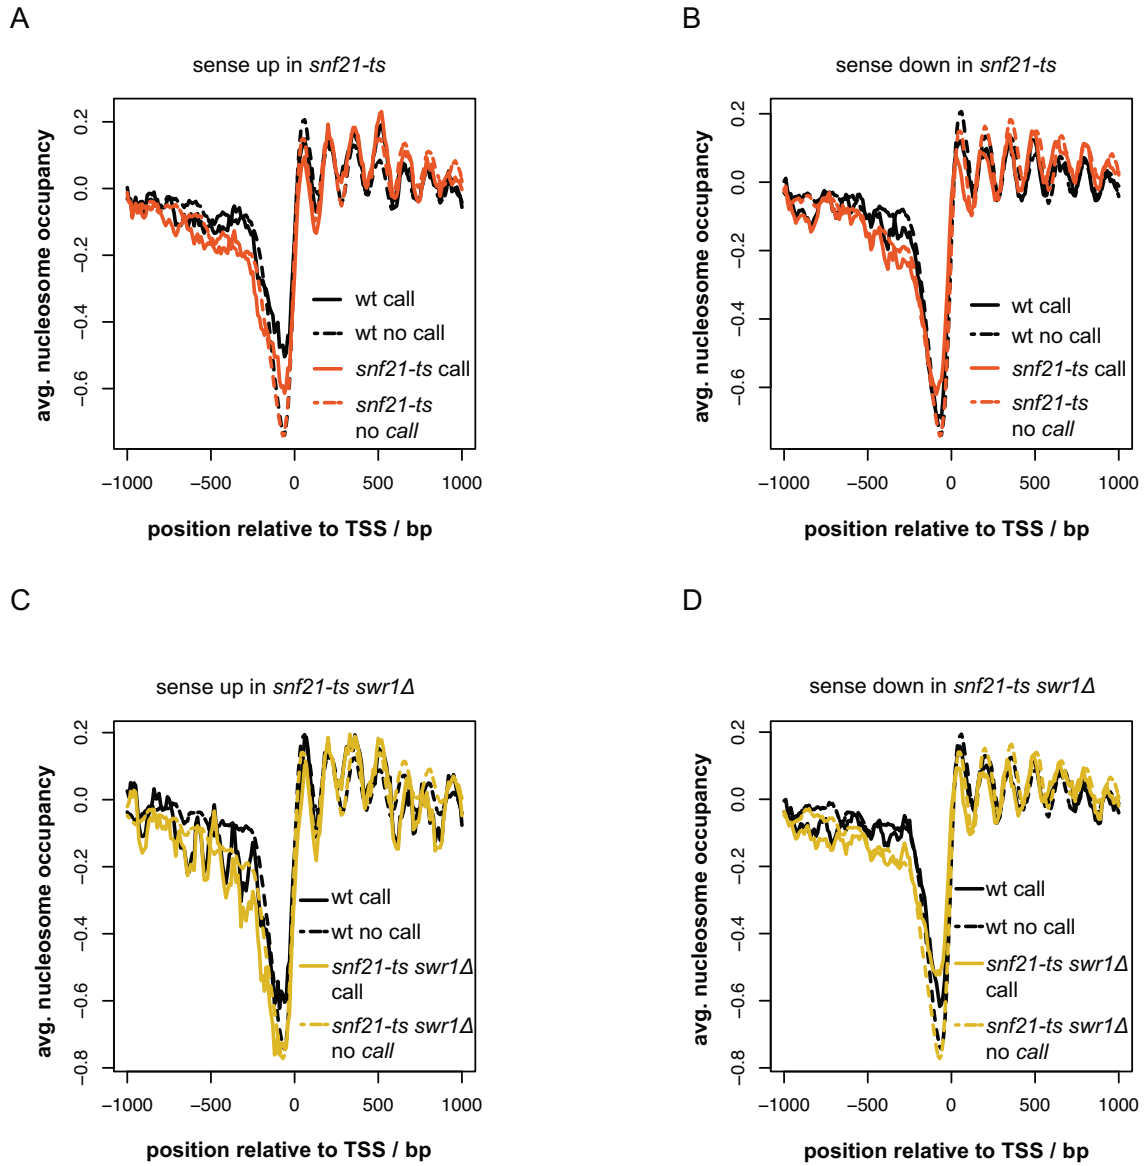 A
sense up in snf21-ts
avg. nucleosome occupancy
0.2
0.0
−0.2
−0.4
−0.6
wt call
wt no call
snf21-ts call
snf21-ts
no call
−1000
−500
0
500
1000
position relative to TSS / bp
B
sense down in snf21-ts
avg. nucleosome occupancy
0.2
0.0
−0.2
−0.4
−0.6
wt call
wt no call
snf21-ts call
snf21-ts
no call
−1000
−500
0
500
1000
position relative to TSS / bp
C
sense up in snf21-ts swr1Δ
avg. nucleosome occupancy
0.2
0.0
−0.2
−0.4
−0.6
−0.8
wt call
wt no call
snf21-ts swr1Δ
call
snf21-ts swr1Δ
no call
−1000
−500
0
500
1000
position relative to TSS / bp
D
sense down in snf21-ts swr1Δ
avg. nucleosome occupancy
0.2
0.0
−0.2
−0.4
−0.6
−0.8
wt call
wt no call
snf21-ts swr1Δ
call
snf21-ts swr1Δ
no call
−1000
−500
0
500
1000
position relative to TSS / bp